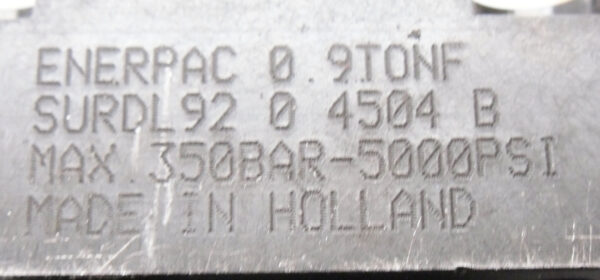 ENERPAC 0.9TONF
SURDL92 0 4504 B
MAX.350BAR-5000PSI
MADE IN HOLLAND